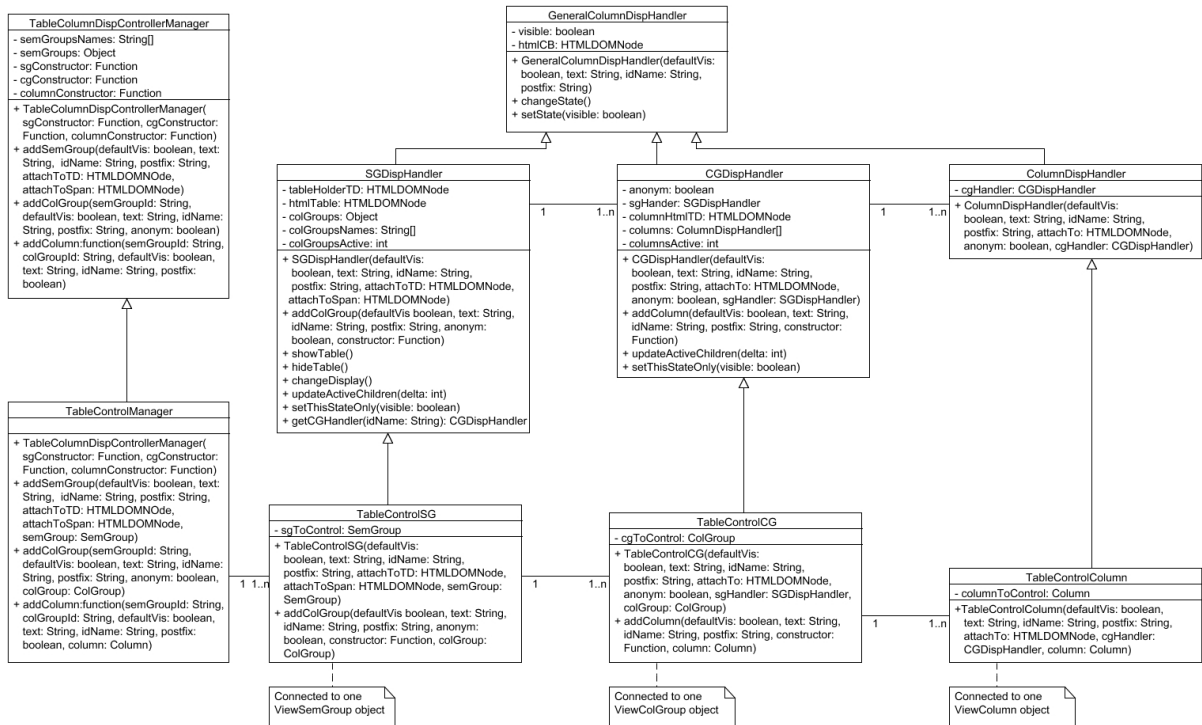 TableColumnDispControllerManager
- semGroupsNames: String[]
- semGroups: Object
- sgConstructor: Function
- cgConstructor: Function
- columnConstructor: Function
+ TableColumnDispControllerManager(
sgConstructor: Function, cgConstructor:
Function, columnConstructor: Function)
+ addSemGroup(defaultVis: boolean, text:
String, idName: String, postfix: String,
attachToTD: HTMLDOMNOde,
attachToSpan: HTMLDOMNode)
+ addColGroup(semGroupId: String,
defaultVis: boolean, text: String, idName:
String, postfix: String, anonym: boolean)
+ addColumn:function(semGroupId: String,
colGroupId: String, defaultVis: boolean,
text: String, idName: String, postfix:
boolean)
GeneralColumnDispHandler
- visible: boolean
- htmlCB: HTMLDOMNode
+ GeneralColumnDispHandler(defaultVis:
boolean, text: String, idName: String,
postfix: String)
+ changeState()
+ setState(visible: boolean)
SGDispHandler
- tableHolderTD: HTMLDOMNode
- htmlTable: HTMLDOMNode
- colGroups: Object
- colGroupsNames: String[]
- colGroupsActive: int
+ SGDispHandler(defaultVis:
boolean, text: String, idName: String,
postfix: String, attachToTD: HTMLDOMNode,
attachToSpan: HTMLDOMNode)
+ addColGroup(defaultVis boolean, text: String,
idName: String, postfix: String, anonym:
boolean, constructor: Function)
+ showTable()
+ hideTable()
+ changeDisplay()
+ updateActiveChildren(delta: int)
+ setThisStateOnly(visible: boolean)
+ getCGHandler(idName: String): CGDispHandler
1
1..n
CGDispHandler
- anonym: boolean
- sgHander: SGDispHandler
- columnHtmlTD: HTMLDOMNode
- columns: ColumnDispHandler[]
- columnsActive: int
+ CGDispHandler(defaultVis:
boolean, text: String, idName: String,
postfix: String, attachTo: HTMLDOMNode,
anonym: boolean, sgHandler: SGDispHandler)
+ addColumn(defaultVis: boolean, text: String,
idName: String, postfix: String, constructor:
Function)
+ updateActiveChildren(delta: int)
+ setThisStateOnly(visible: boolean)
1
1..n
ColumnDispHandler
- cgHandler: CGDispHandler
+ ColumnDispHandler(defaultVis:
boolean, text: String, idName: String,
postfix: String, attachTo: HTMLDOMNode,
anonym: boolean, cgHandler: CGDispHandler)
TableControlManager
+ TableColumnDispControllerManager(
sgConstructor: Function, cgConstructor:
Function, columnConstructor: Function)
+ addSemGroup(defaultVis: boolean, text:
String, idName: String, postfix: String,
attachToTD: HTMLDOMNOde,
attachToSpan: HTMLDOMNode,
semGroup: SemGroup)
+ addColGroup(semGroupId: String,
defaultVis: boolean, text: String, idName:
String, postfix: String, anonym: boolean,
colGroup: ColGroup)
+ addColumn:function(semGroupId: String,
colGroupId: String, defaultVis: boolean,
text: String, idName: String, postfix:
boolean, column: Column)
1
1..n
TableControlSG
- sgToControl: SemGroup
+ TableControlSG(defaultVis:
boolean, text: String, idName: String,
postfix: String, attachToTD: HTMLDOMNode,
attachToSpan: HTMLDOMNode, semGroup:
SemGroup)
+ addColGroup(defaultVis boolean, text: String,
idName: String, postfix: String, anonym:
boolean, constructor: Function, colGroup:
ColGroup)
1
1..n
TableControlCG
- cgToControl: ColGroup
+ TableControlCG(defaultVis:
boolean, text: String, idName: String,
postfix: String, attachTo: HTMLDOMNode,
anonym: boolean, sgHandler: SGDispHandler,
colGroup: ColGroup)
+ addColumn(defaultVis: boolean, text: String,
idName: String, postfix: String, constructor:
Function, column: Column)
1
1..n
TableControlColumn
- columnToControl: Column
+TableControlColumn(defaultVis: boolean,
text: String, idName: String, postfix: String,
attachTo: HTMLDOMNode, cgHandler:
CGDispHandler, column: Column)
Connected to one
ViewSemGroup object
Connected to one
ViewColGroup object
Connected to one
ViewColumn object